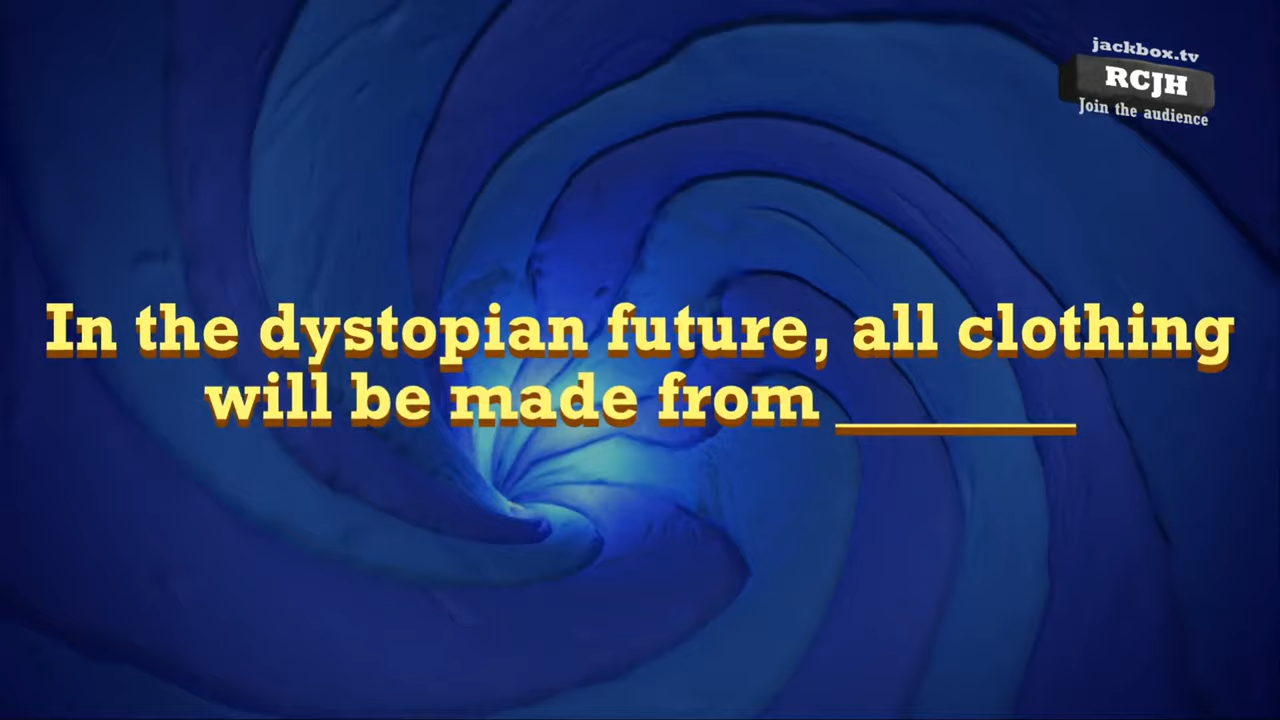 jackbox.tv
RCJH
Join the audience
In the dystopian future, all clothing
will be made from ________